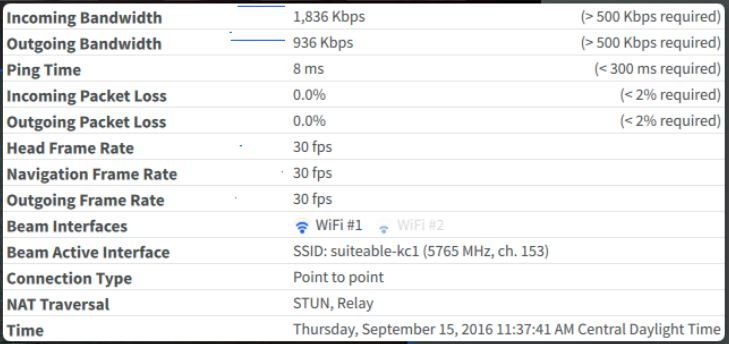 Incoming Bandwidth 1,836 Kbps (> 500 Kbps required)
Outgoing Bandwidth 936 Kbps (> 500 Kbps required)
Ping Time 8 ms (< 300 ms required)
Incoming Packet Loss 0.0% (< 2% required)
Outgoing Packet Loss 0.0% (< 2% required)
Head Frame Rate 30 fps
Navigation Frame Rate 30 fps
Outgoing Frame Rate 30 fps
Beam Interfaces WiFi #1 WiFi #2
Beam Active Interface SSID: suiteable-kc1 (5765 MHz, ch. 153)
Connection Type Point to point
NAT Traversal STUN, Relay
Time Thursday, September 15, 2016 11:37:41 AM Central Daylight Time